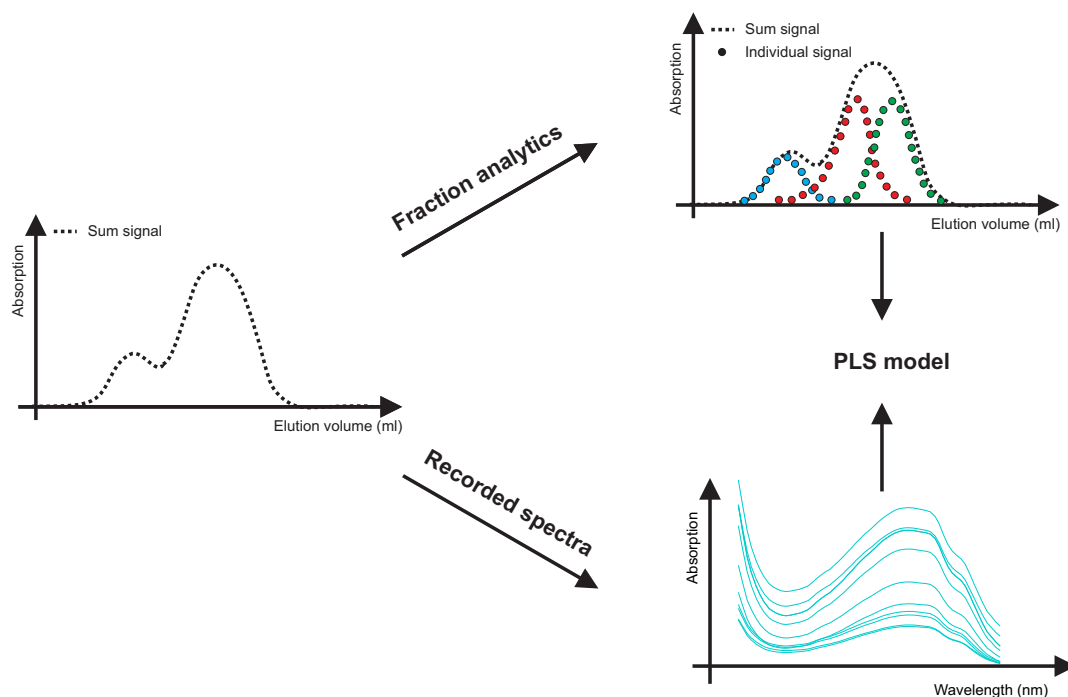 Sum signal
Individual signal
Absorption
Elution volume (ml)
Fraction analytics
Sum signal
Absorption
Elution volume (ml)
PLS model
Recorded spectra
Absorption
Wavelength (nm)